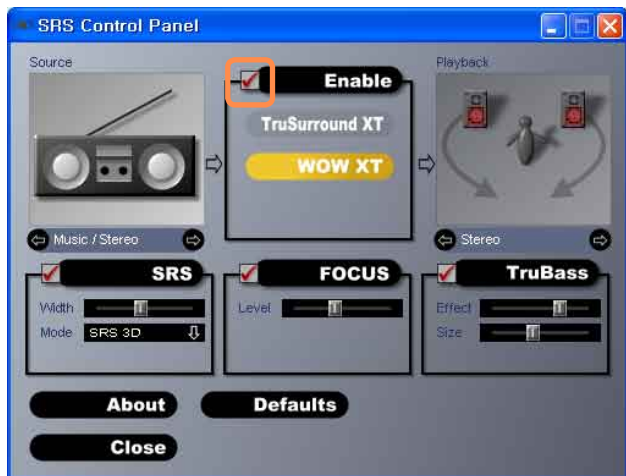 SRS Control Panel
Source
Enable
Playback
TruSurround XT
WOW XT
Music / Stereo
Stereo
SRS
FOCUS
TruBass
Width
Level
Effect
Mode
SRS 3D
Size
About
Defaults
Close